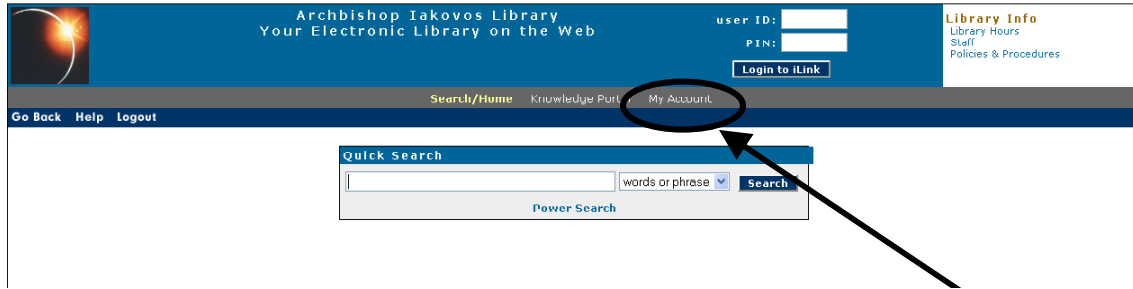 Archbishop Iakovos Library
Your Electronic Library on the Web
user ID:
PIN:
Login to iLink
Library Info
Library Hours
Staff
Policies & Procedures
Search/Home Knowledge Portal My Account
Go Back Help Logout
Quick Search
words or phrase Search
Power Search